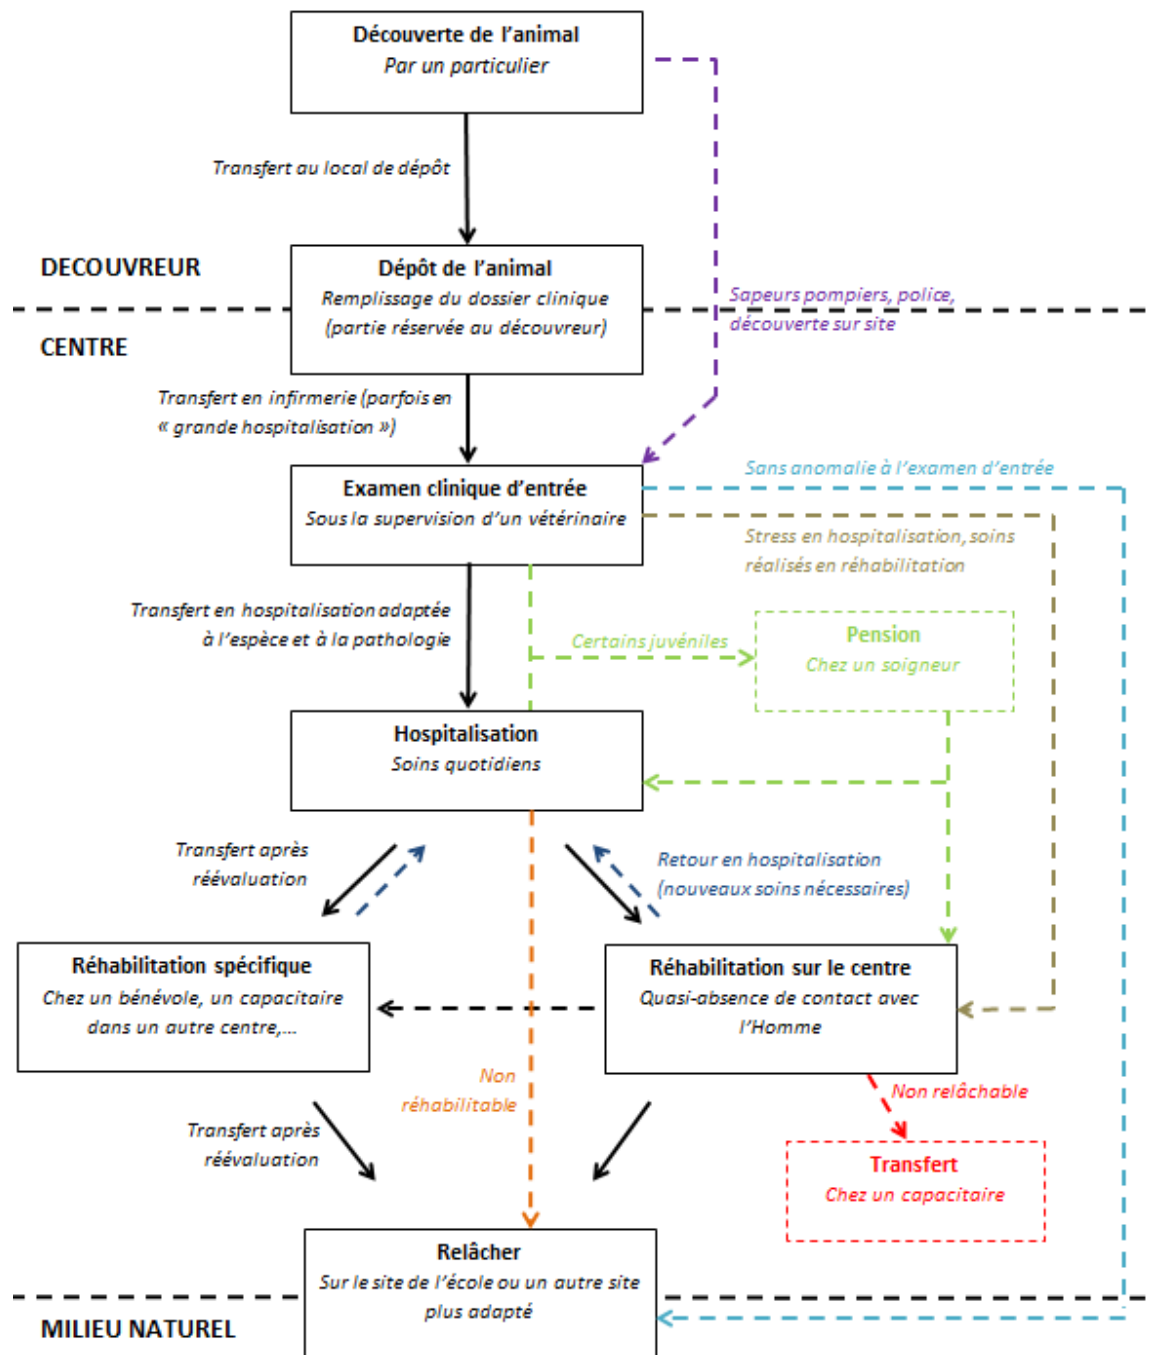 Découverte de l’animal
Par un particulier
Transfert au local de dépôt
DECOUVREUR
Dépôt de l’animal
Remplissage du dossier clinique
(partie réservée au découvreur)
Sapeurs pompiers, police,
découverte sur site
CENTRE
Transfert en infirmerie (parfois en
« grande hospitalisation »)
Examen clinique d’entrée
Sous la supervision d’un vétérinaire
Sans anomalie à l’examen d’entrée
Stress en hospitalisation, soins
réalisés en réhabilitation
Transfert en hospitalisation adaptée
à l’espèce et à la pathologie
Certains juvéniles
Pension
Chez un soigneur
Hospitalisation
Soins quotidiens
Transfert après
réévaluation
Retour en hospitalisation
(nouveaux soins nécessaires)
Réhabilitation spécifique
Chez un bénévole, un capacitaire
dans un autre centre,...
Réhabilitation sur le centre
Quasi-absence de contact avec
l’Homme
Non
réhabilitable
Non relâchable
Transfert après
réévaluation
Transfert
Chez un capacitaire
Relâcher
Sur le site de l’école ou un autre site
plus adapté
MILIEU NATUREL